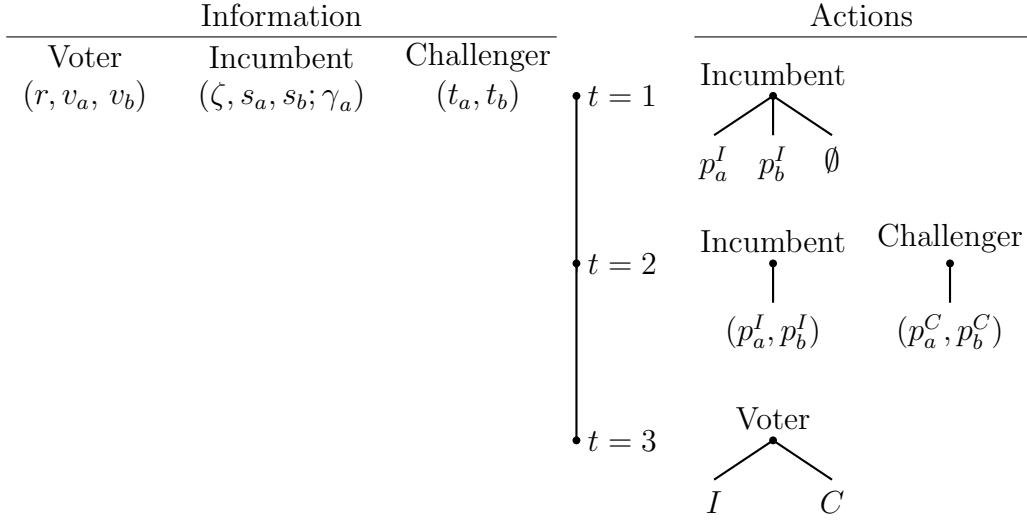 Information Actions
Voter Incumbent Challenger Incumbent
(r, v_a, v_b) (ζ, s_a, s_b; γ_a) (t_a, t_b) t = 1
p_a^I p_b^I ∅
Incumbent Challenger
t = 2
(p_a^I, p_b^I) (p_a^C, p_b^C)
Voter
t = 3
I C